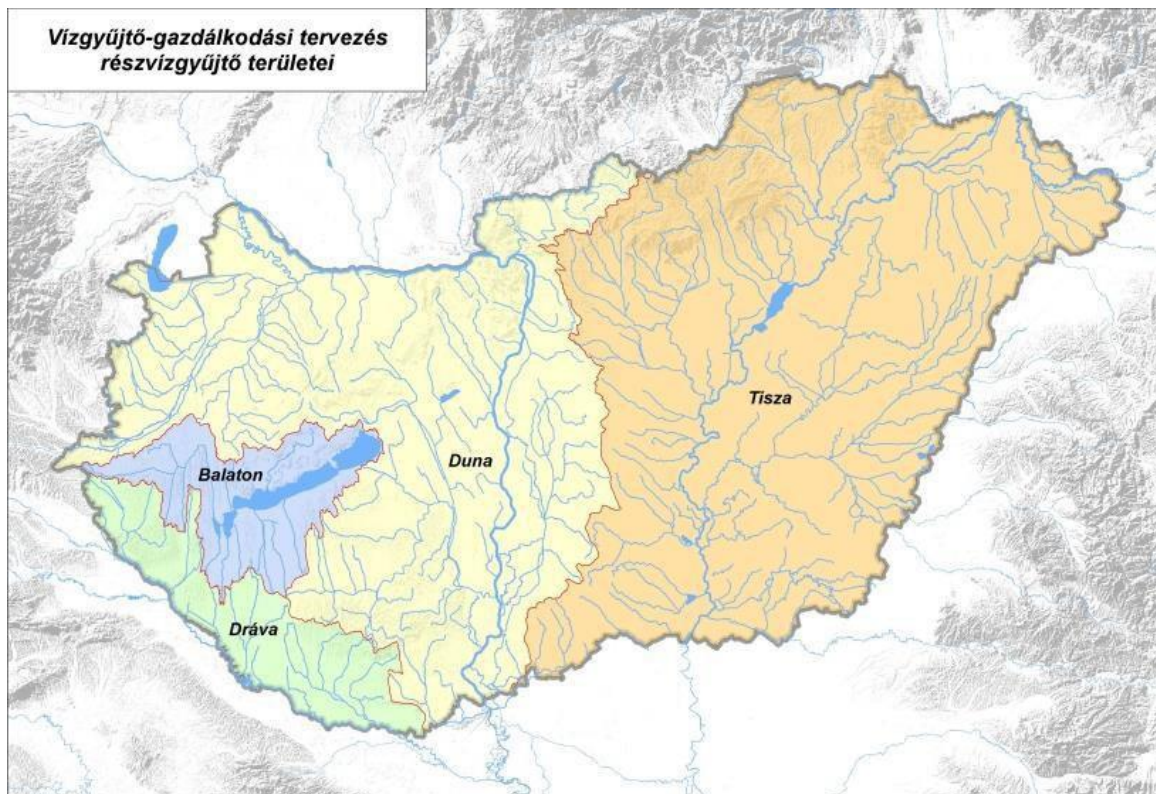 Vízgyűjtő-gazdálkodási tervezés
részvízgyűjtő területei
Tisza
Duna
Balaton
Dráva